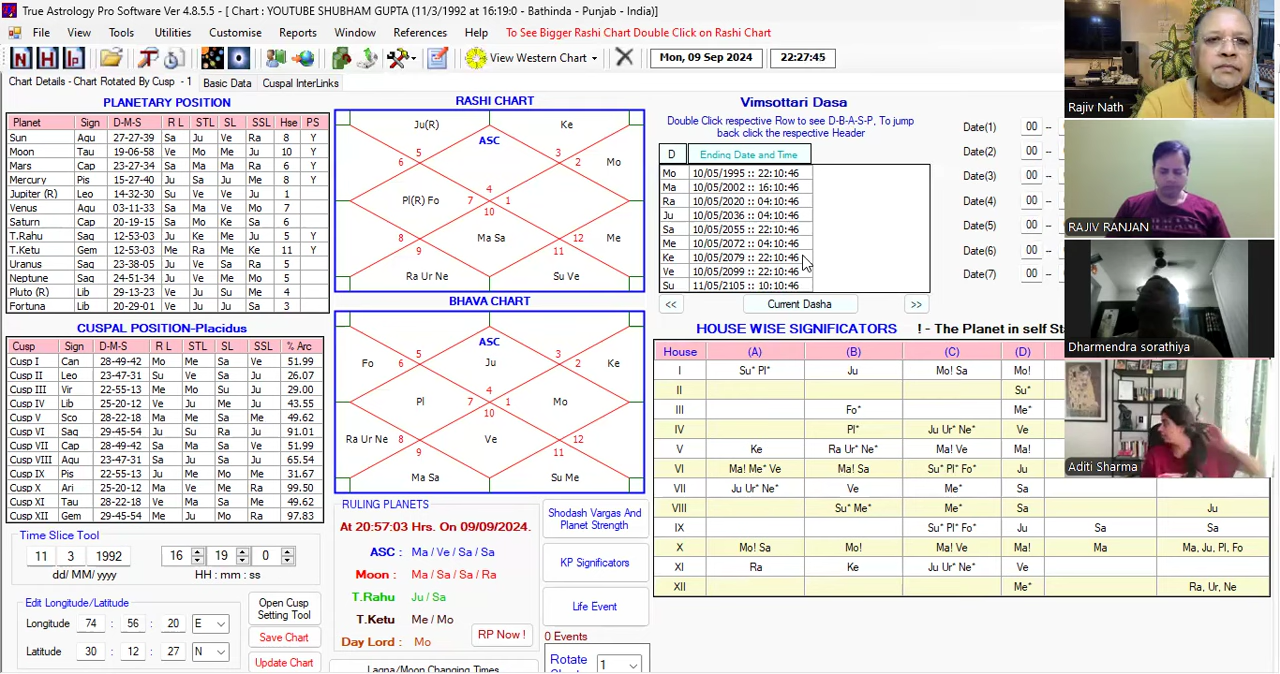 True Astrology Pro Software Ver 4.8.5.5 - [ Chart : YOUTUBE SHUBHAM GUPTA (11/3/1992 at 16:19:0 - Bathinda - Punjab - India)]
File View Tools Utilities Customise Reports Window References Help To See Bigger Rashi Chart Double Click on Rashi Chart
N H Ip View Western Chart Mon, 09 Sep 2024 22:27:45
Chart Details - Chart Rotated By Cusp - 1 Basic Data Cuspal InterLinks
PLANETARY POSITION
Planet Sign D-M-S R L STL SL SSL Hse PS
Sun Aqu 27-27-39 Sa Ju Ve Ra 8 Y
Moon Tau 19-06-58 Ve Mo Me Ju 10 Y
Mars Cap 23-27-34 Sa Ma Ra Ra 6 Y
Mercury Pis 15-27-40 Ju Sa Ju Me 8 Y
Jupiter (R) Leo 14-32-30 Su Ve Ve Ju 1
Venus Aqu 03-11-33 Sa Ma Ve Mo 7
Saturn Cap 20-19-15 Sa Mo Ke Su 6
T.Rahu Sag 12-53-03 Ju Ke Me Ju 5 Y
T.Ketu Gem 12-53-03 Me Ra Me Ke 11 Y
Uranus Sag 23-38-05 Ju Ve Sa Ra 5
Neptune Sag 24-51-34 Ju Ve Me Mo 5
Pluto (R) Lib 29-13-23 Ve Ju Su Me 4
Fortuna Lib 20-29-01 Ve Ju Ju Sa 3
CUSPAL POSITION-Placidus
Cusp Sign D-M-S R L STL SL SSL % Arc
Cusp I Can 28-49-42 Mo Me Sa Ve 51.99
Cusp II Leo 23-47-31 Su Ve Sa Ju 26.07
Cusp III Vir 22-55-13 Me Mo Su Ju 29.00
Cusp IV Lib 25-20-12 Ve Ju Me Ju 43.55
Cusp V Sco 28-22-18 Ma Me Sa Me 49.62
Cusp VI Sag 29-45-54 Ju Su Ra Su 91.01
Cusp VII Cap 28-49-42 Sa Ma Sa Ve 51.99
Cusp VIII Aqu 23-47-31 Sa Ju Sa Su 65.54
Cusp IX Pis 22-55-13 Ju Me Mo Me 31.67
Cusp X Ari 25-20-12 Ma Ve Me Ra 99.50
Cusp XI Tau 28-22-18 Ve Ma Sa Mo 49.62
Cusp XII Gem 29-45-54 Me Ju Mo Ra 97.83
Time Slice Tool
11 3 1992 16 19 0
dd/ MM/ yyyy HH : mm : ss
Edit Longitude/Latitude
Longitude 74 : 56 : 20 E
Latitude 30 : 12 : 27 N
Open Cusp
Setting Tool
Save Chart
Update Chart
RASHI CHART
Ju(R) Ke
ASC
5 3
6 2 Mo
4
Pl(R) Fo 7 1
10
8 Ma Sa 12 Me
9 11
Ra Ur Ne Su Ve
BHAVA CHART
ASC
5 3
Fo 6 Ju 2 Ke
4
Pl 7 1 Mo
10
Ra Ur Ne 8 Ve 12
9 11
Ma Sa Su Me
RULING PLANETS
At 20:57:03 Hrs. On 09/09/2024.
ASC : Ma / Ve / Sa / Sa
Moon : Ma / Sa / Sa / Ra
T.Rahu Ju / Sa
T.Ketu Me / Mo
Day Lord : Mo
RP Now !
Lagna/Moon Changing Times
Shodash Vargas And
Planet Strength
KP Significators
Life Event
0 Events
Rotate 1
Vimsottari Dasa
Double Click respective Row to see D-B-A-S-P, To jump
back click the respective Header
D Ending Date and Time
Mo 10/05/1995 :: 22:10:46
Ma 10/05/2002 :: 16:10:46
Ra 10/05/2020 :: 04:10:46
Ju 10/05/2036 :: 04:10:46
Sa 10/05/2055 :: 22:10:46
Me 10/05/2072 :: 04:10:46
Ke 10/05/2079 :: 22:10:46
Ve 10/05/2099 :: 22:10:46
Su 11/05/2105 :: 10:10:46
<< Current Dasha >>
Date(1) 00 --
Date(2) 00 --
Date(3) 00 --
Date(4) 00 --
Date(5) 00 --
Date(6) 00 --
Date(7) 00 --
HOUSE WISE SIGNIFICATORS ! - The Planet in self
House (A) (B) (C) (D)
I Su* Pl* Ju Mo! Sa Mo!
II Su*
III Fo* Me*
IV Pl* Ju Ur* Ne* Ve
V Ke Ra Ur* Ne* Ma! Ve Ma!
VI Ma! Me* Ve Ma! Sa Su* Pl* Fo* Ju
VII Ju Ur* Ne* Ve Me* Sa
VIII Su* Me* Me* Sa Ju
IX Su* Pl* Fo* Ju Sa Sa
X Mo! Sa Mo! Ma! Ve Ma! Ma Ma, Ju, Pl, Fo
XI Ra Ke Ju Ur* Ne* Ve
XII Me* Ra, Ur, Ne
Rajiv Nath
RAJIV RANJAN
Dharmendra sorathiya
Aditi Sharma